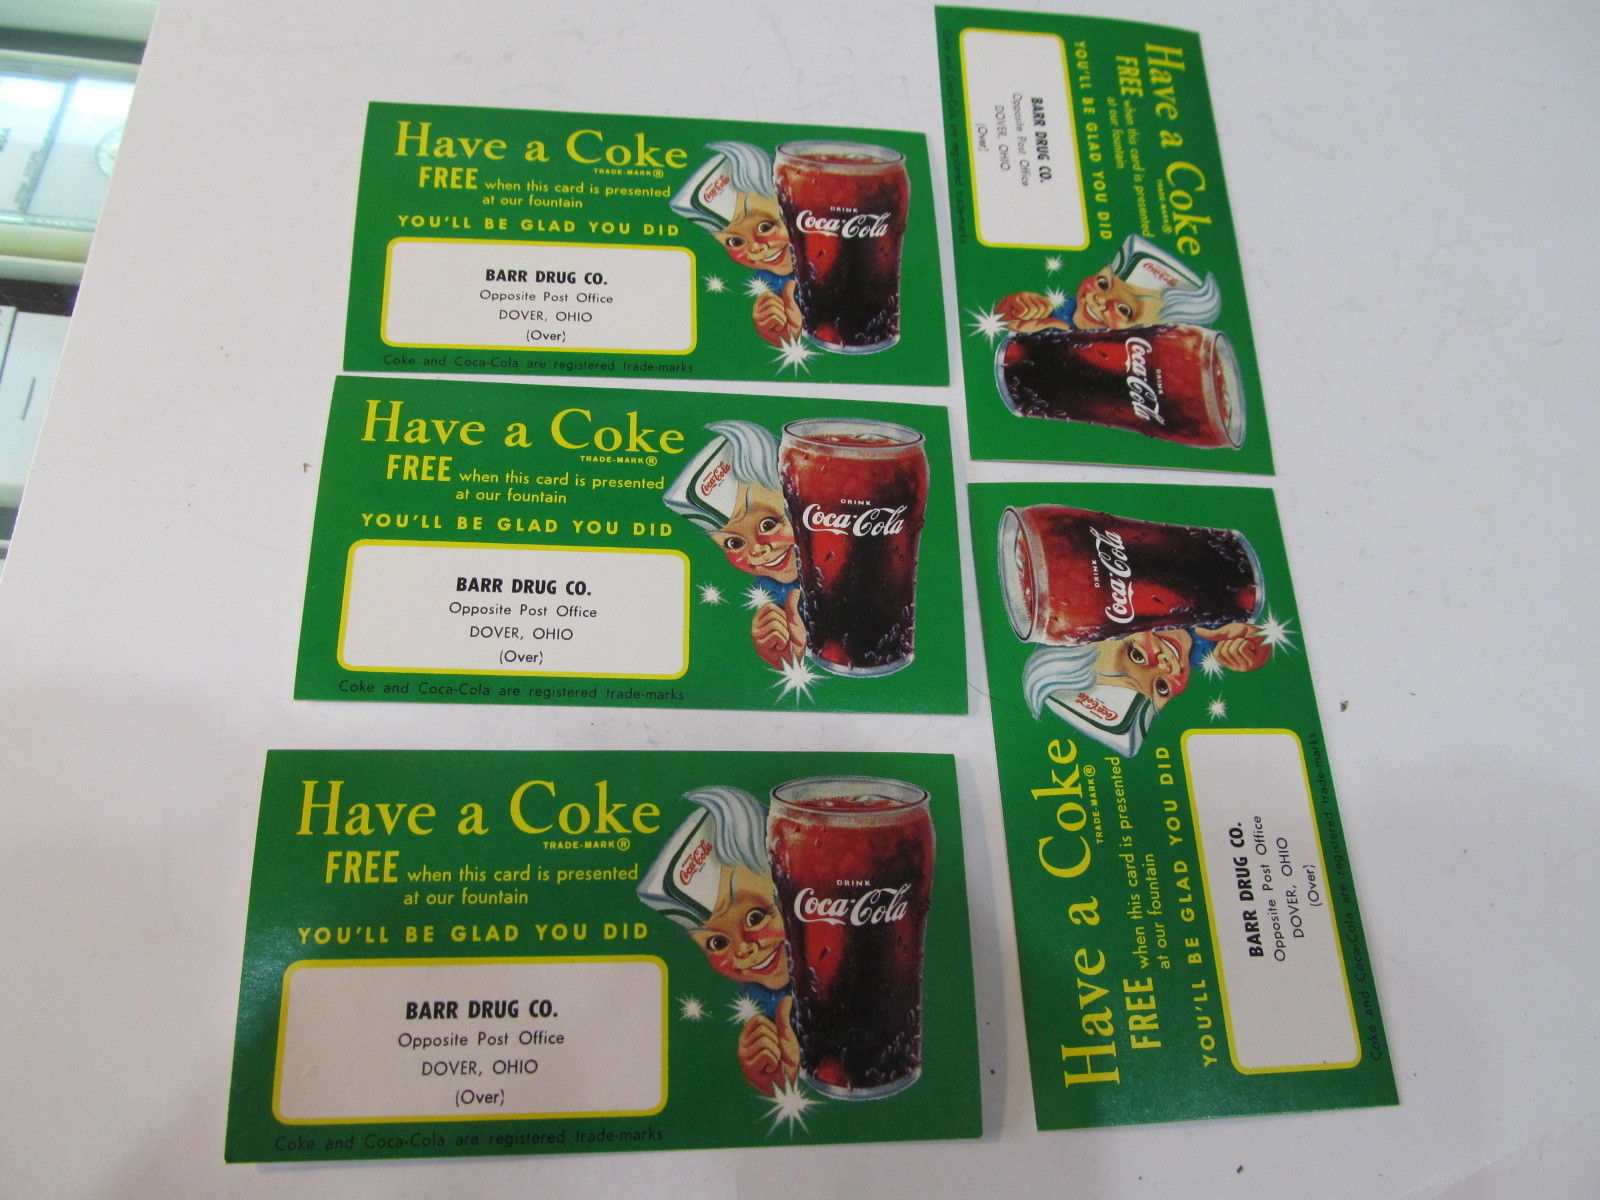 Have a Coke
TRADE-MARK ®
FREE when this card is presented
at our fountain
YOU'LL BE GLAD YOU DID
BARR DRUG CO.
Opposite Post Office
DOVER, OHIO
(Over)
Coke and Coca-Cola are registered trade-marks
DRINK
Coca-Cola
Coca-Cola
Have a Coke
TRADE-MARK ®
FREE when this card is presented
at our fountain
YOU'LL BE GLAD YOU DID
BARR DRUG CO.
Opposite Post Office
DOVER, OHIO
(Over)
Coke and Coca-Cola are registered trade-marks
DRINK
Coca-Cola
Coca-Cola
Have a Coke
TRADE-MARK ®
FREE when this card is presented
at our fountain
YOU'LL BE GLAD YOU DID
BARR DRUG CO.
Opposite Post Office
DOVER, OHIO
(Over)
Coke and Coca-Cola are registered trade-marks
DRINK
Coca-Cola
Coca-Cola
Have a Coke
TRADE-MARK ®
FREE when this card is presented
at our fountain
YOU'LL BE GLAD YOU DID
BARR DRUG CO.
Opposite Post Office
DOVER, OHIO
(Over)
Coke and Coca-Cola are registered trade-marks
DRINK
Coca-Cola
Coca-Cola
Have a Coke
TRADE-MARK ®
FREE when this card is presented
at our fountain
YOU'LL BE GLAD YOU DID
BARR DRUG CO.
Opposite Post Office
DOVER, OHIO
(Over)
Coke and Coca-Cola are registered trade-marks
DRINK
Coca-Cola
Coca-Cola